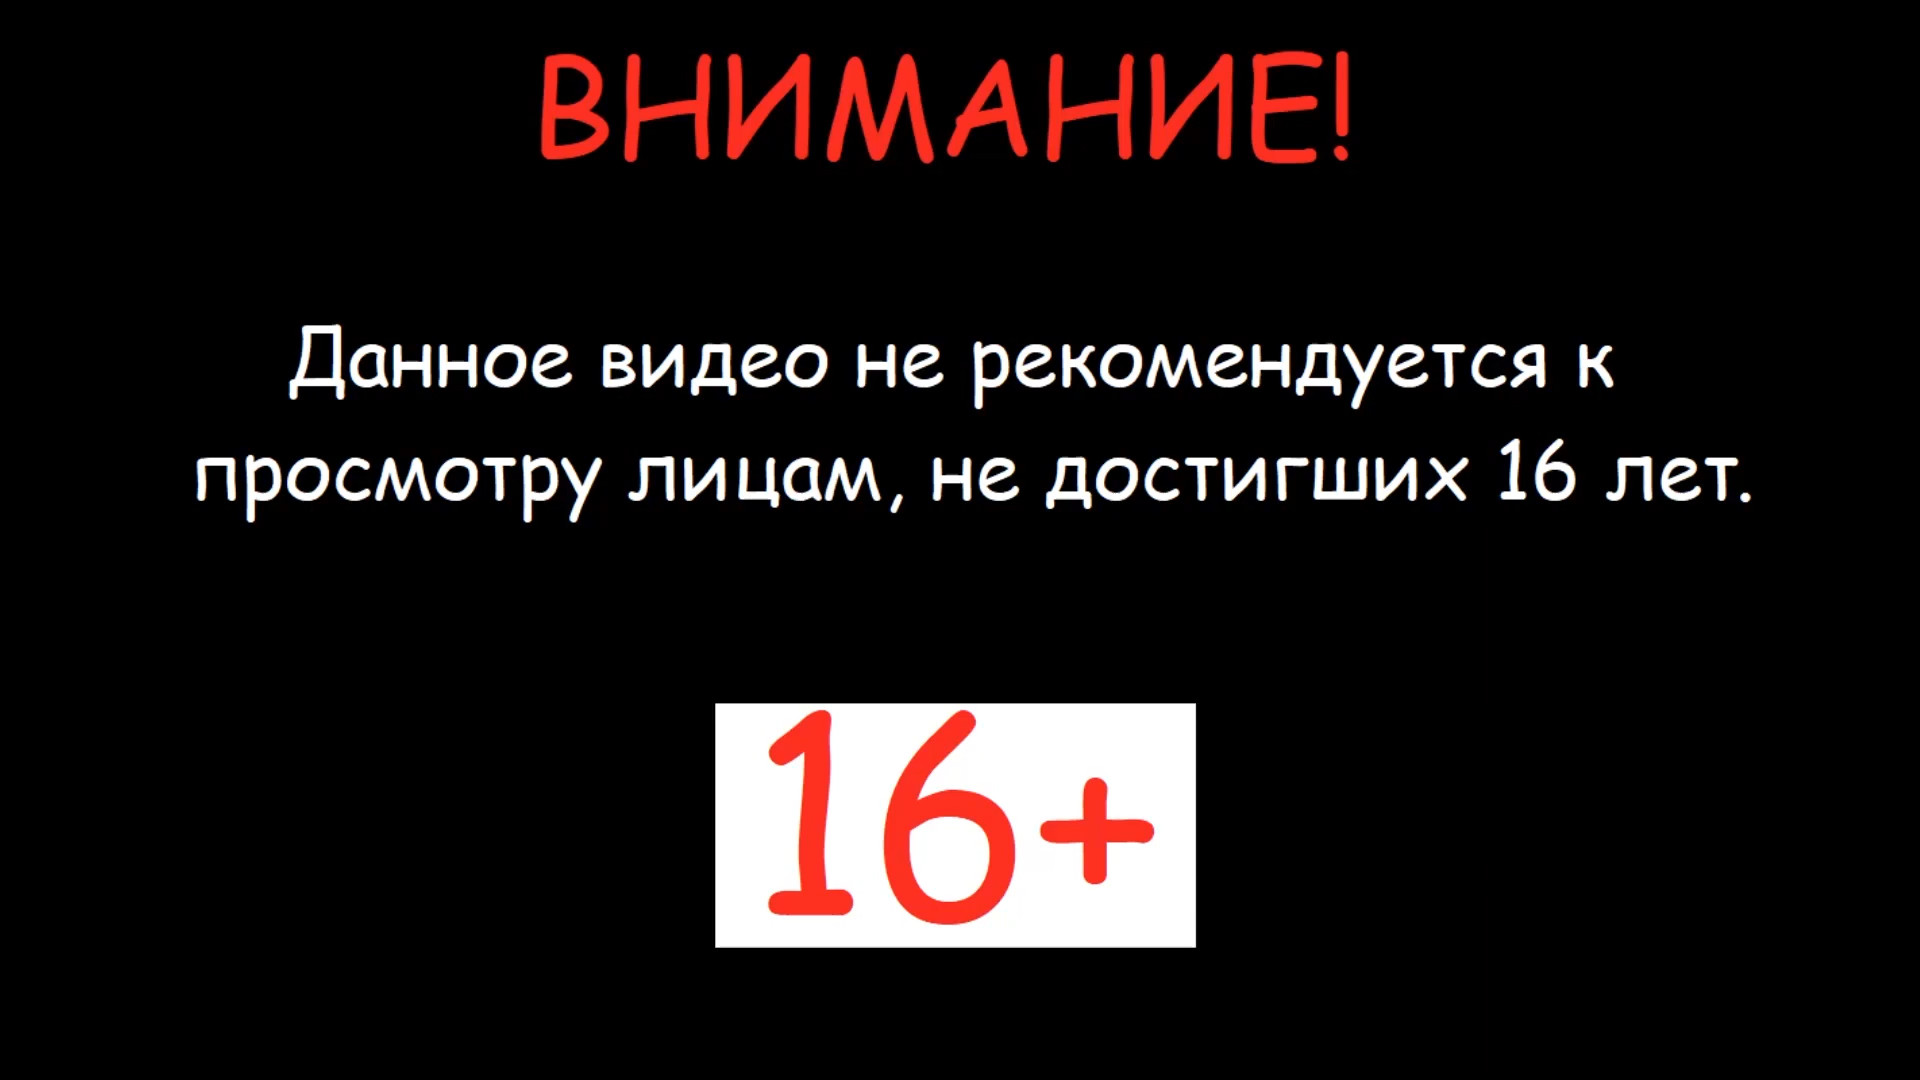 ВНИМАНИЕ!
Данное видео не рекомендуется к
просмотру лицам, не достигших 16 лет.
16+